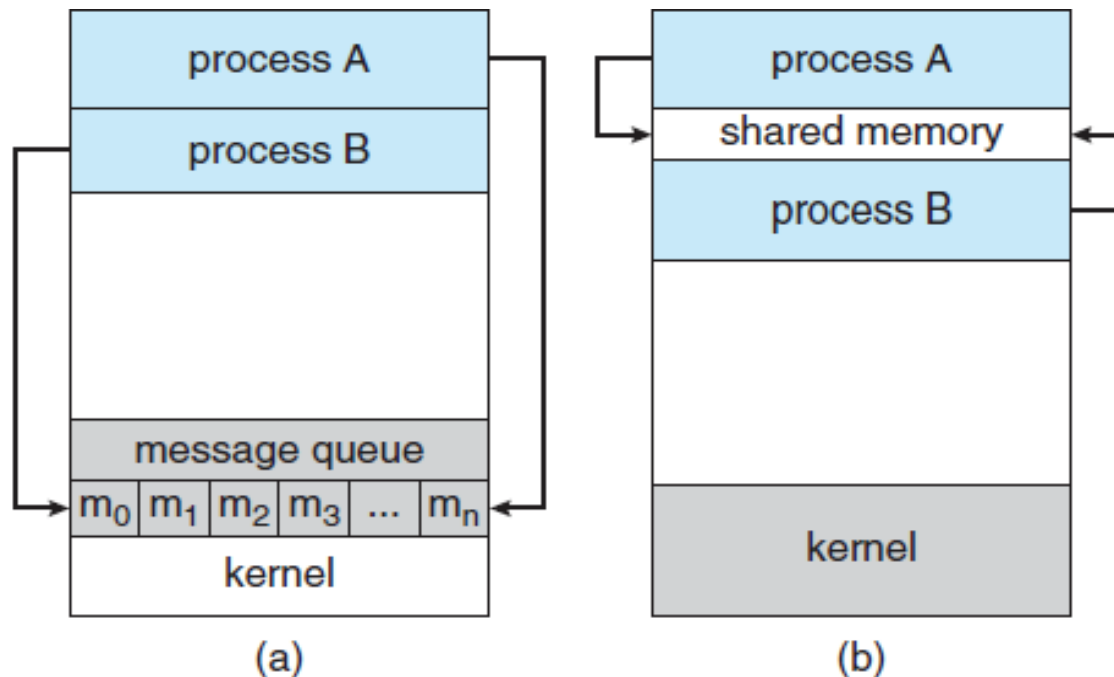 process A
process B
message queue
m0 m1 m2 m3 ... mn
kernel
(a)
process A
shared memory
process B
kernel
(b)